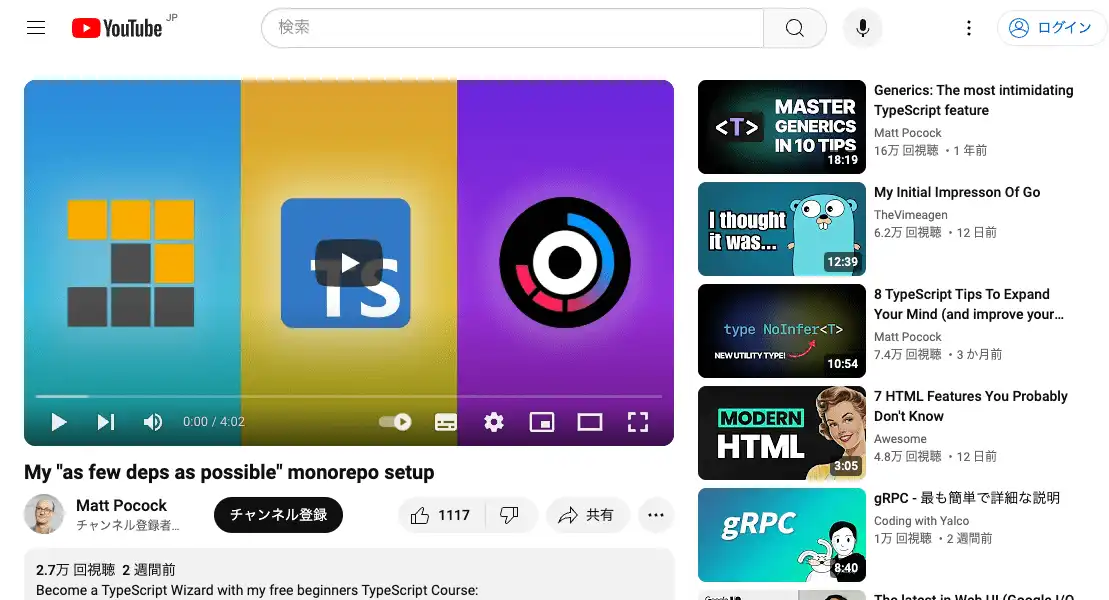 YouTube JP
検索
ログイン
TS
0:00 / 4:02
My "as few deps as possible" monorepo setup
Matt Pocock
チャンネル登録者…
チャンネル登録
1117
共有
2.7万 回視聴 2 週間前
Become a TypeScript Wizard with my free beginners TypeScript Course:
<T>
MASTER
GENERICS
IN 10 TIPS
18:19
Generics: The most intimidating
TypeScript feature
Matt Pocock
16万 回視聴 ・1 年前
I thought
it was...
12:39
My Initial Impresson Of Go
TheVimeagen
6.2万 回視聴 ・12 日前
type NoInfer<T>
NEW UTILITY TYPE!
10:54
8 TypeScript Tips To Expand
Your Mind (and improve your…
Matt Pocock
7.4万 回視聴 ・3 か月前
MODERN
HTML
3:05
7 HTML Features You Probably
Don't Know
Awesome
4.8万 回視聴 ・12 日前
gRPC
8:40
gRPC - 最も簡単で詳細な説明
Coding with Yalco
1万 回視聴 ・2 週間前
Google I/O
The latest in Web UI (Google I/O